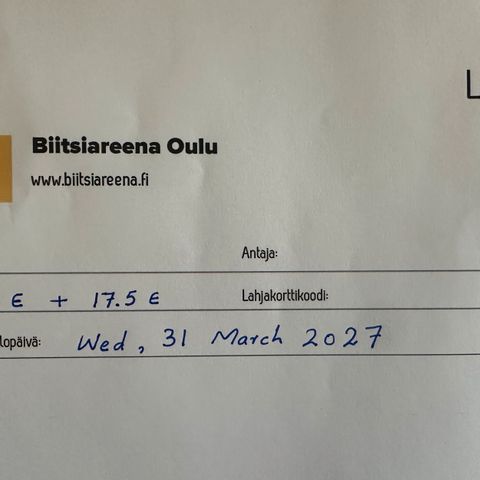 Biitsiareena Oulu
www.biitsiareena.fi
Antaja:
€ + 17.5 € Lahjakorttikoodi:
lopäivä: Wed, 31 March 2027